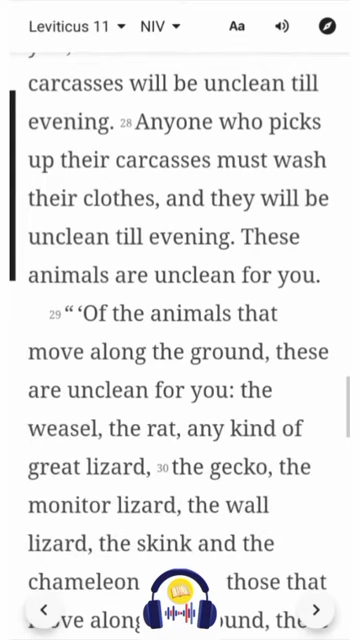 Leviticus 11 NIV Aa
carcasses will be unclean till
evening. 28 Anyone who picks
up their carcasses must wash
their clothes, and they will be
unclean till evening. These
animals are unclean for you.
29 “ ‘Of the animals that
move along the ground, these
are unclean for you: the
weasel, the rat, any kind of
great lizard, 30 the gecko, the
monitor lizard, the wall
lizard, the skink and the
chameleon those that